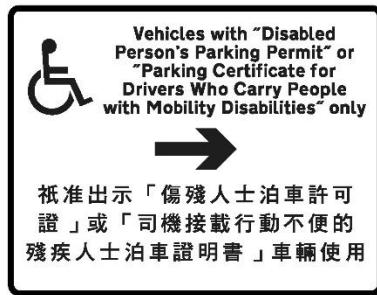 Vehicles with "Disabled
Person's Parking Permit" or
"Parking Certificate for
Drivers Who Carry People
with Mobility Disabilities" only
祇准出示「傷殘人士泊車許可
證」或「司機接載行動不便的
殘疾人士泊車證明書」車輛使用